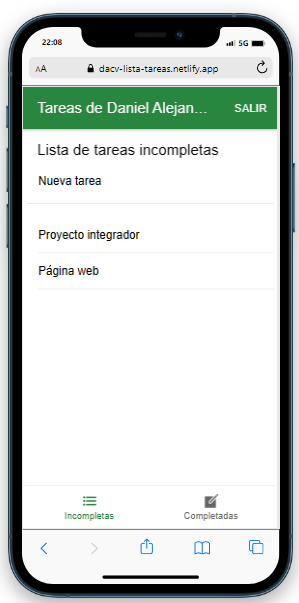 22:08
5G
AA
dacv-lista-tareas.netlify.app
Tareas de Daniel Alejan...
SALIR
Lista de tareas incompletas
Nueva tarea
Proyecto integrador
Página web
Incompletas
Completadas